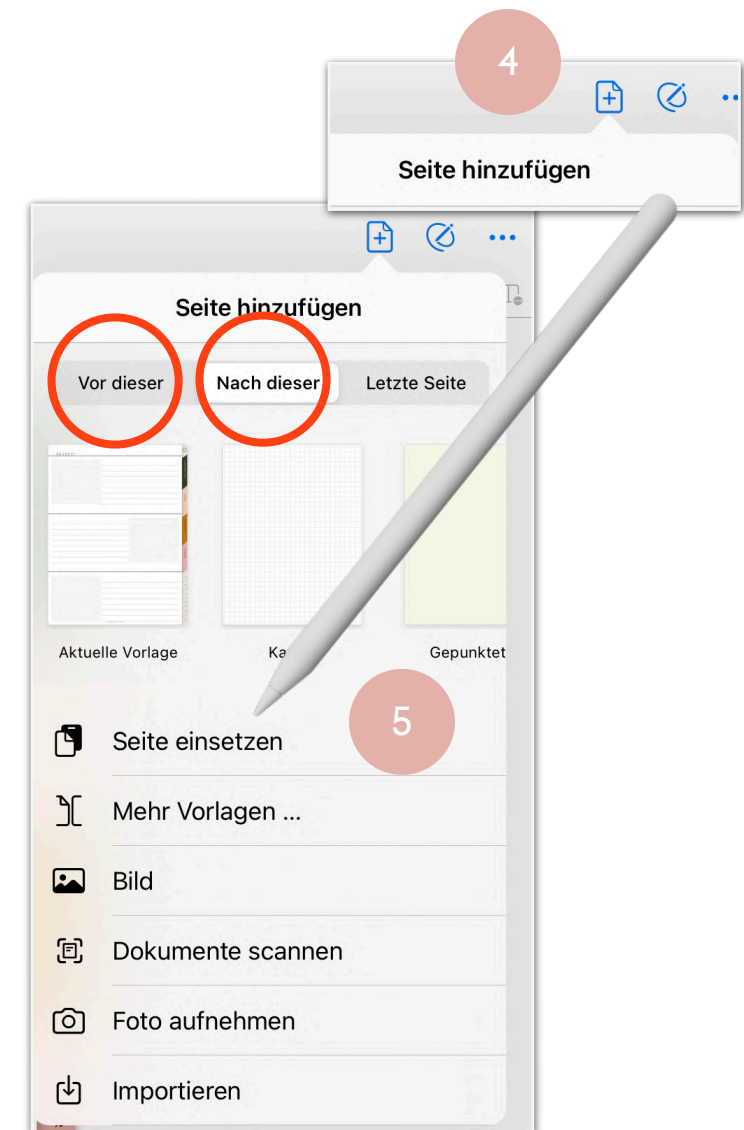 4
Seite hinzufügen
Seite hinzufügen
Vor dieser
Nach dieser
Letzte Seite
Aktuelle Vorlage
Gepunktet
5
Seite einsetzen
Mehr Vorlagen ...
Bild
Dokumente scannen
Foto aufnehmen
Importieren